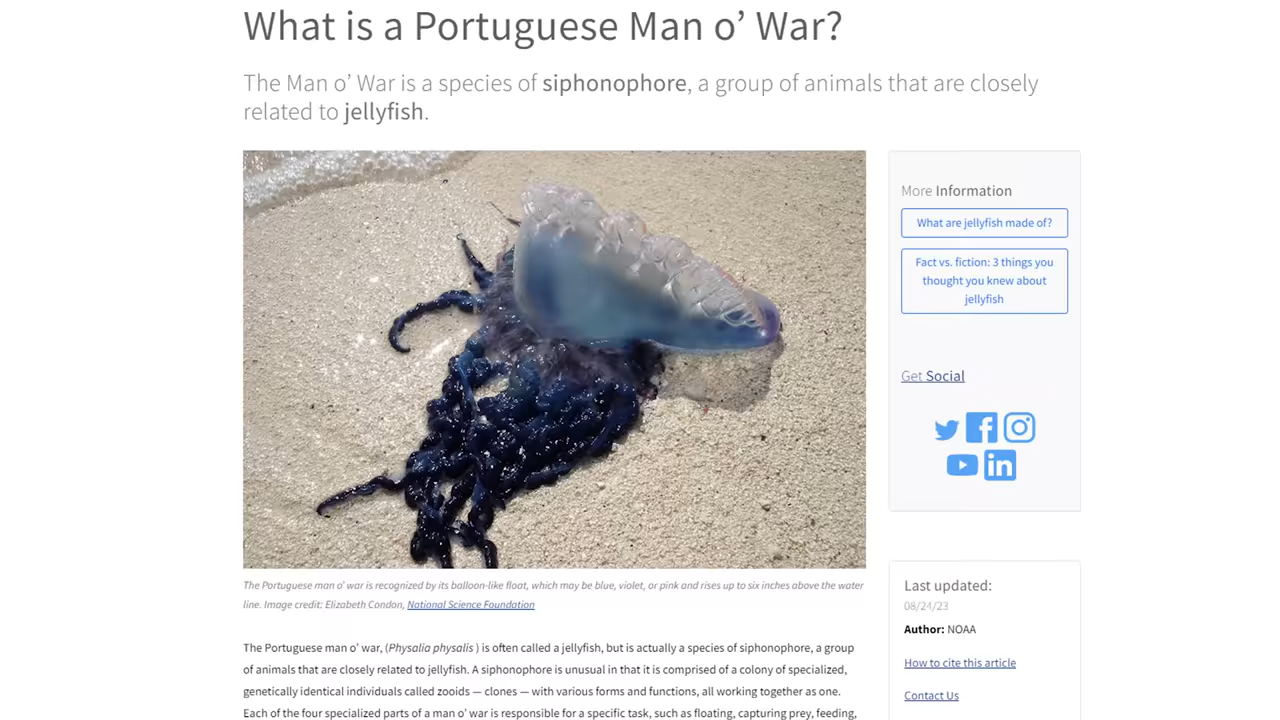 What is a Portuguese Man o’ War?
The Man o’ War is a species of siphonophore, a group of animals that are closely
related to jellyfish.
The Portuguese man o’ war is recognized by its balloon-like float, which may be blue, violet, or pink and rises up to six inches above the water
line. Image credit: Elizabeth Condon, National Science Foundation
The Portuguese man o’ war, (Physalia physalis ) is often called a jellyfish, but is actually a species of siphonophore, a group
of animals that are closely related to jellyfish. A siphonophore is unusual in that it is comprised of a colony of specialized,
genetically identical individuals called zooids — clones — with various forms and functions, all working together as one.
Each of the four specialized parts of a man o’ war is responsible for a specific task, such as floating, capturing prey, feeding,
More Information
What are jellyfish made of?
Fact vs. fiction: 3 things you
thought you knew about
jellyfish
Get Social
Last updated:
08/24/23
Author: NOAA
How to cite this article
Contact Us